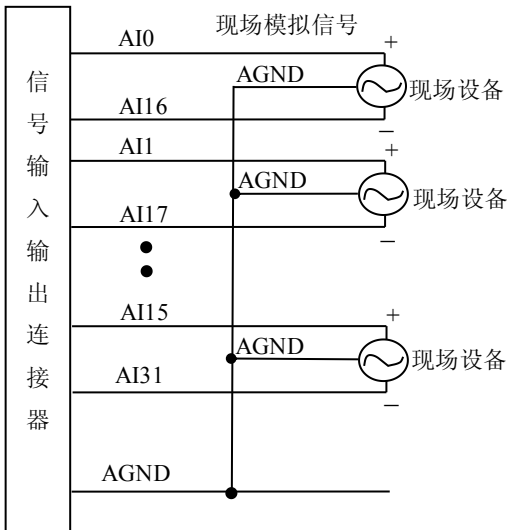 现场模拟信号
AI0
+
AGND
现场设备
AI16
−
AI1
+
AGND
现场设备
AI17
−
AI15
+
AGND
现场设备
AI31
−
AGND
信号输入输出连接器